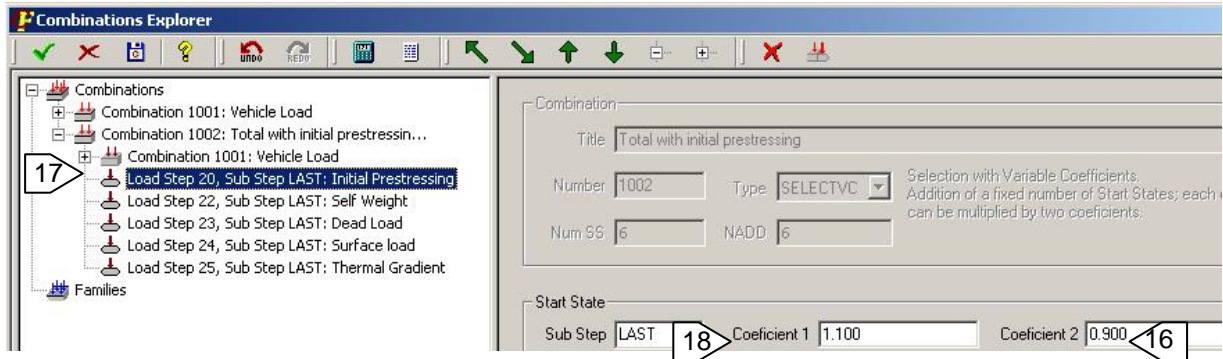 Combinations Explorer
UNDO
REDO
Combinations
Combination 1001: Vehicle Load
Combination 1002: Total with initial prestressin...
Combination 1001: Vehicle Load
17
Load Step 20, Sub Step LAST: Initial Prestressing
Load Step 22, Sub Step LAST: Self Weight
Load Step 23, Sub Step LAST: Dead Load
Load Step 24, Sub Step LAST: Surface load
Load Step 25, Sub Step LAST: Thermal Gradient
Families
Combination
Title Total with initial prestressing
Number 1002 Type SELECTVC
Selection with Variable Coefficients.
Addition of a fixed number of Start States; each
can be multiplied by two coeficients.
Num SS 6 NADD 6
Start State
Sub Step LAST 18 Coeficient 1 1.100 Coeficient 2 0.900 16